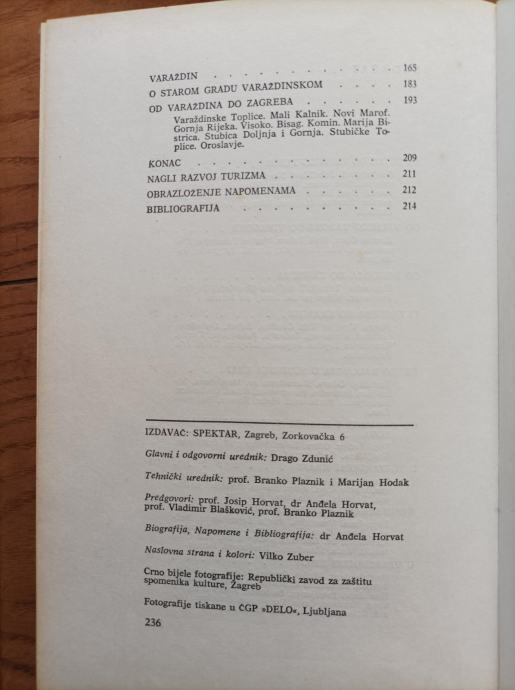 VARAŽDIN . . . . . . . . . . . 165
O STAROM GRADU VARAŽDINSKOM . . . . 183
OD VARAŽDINA DO ZAGREBA . . . . . . 193
Varaždinske Toplice. Mali Kalnik. Novi Marof.
Gornja Rijeka. Visoko. Bisag. Komin. Marija Bi-
strica. Stubica Doljnja i Gornja. Stubičke To-
plice. Oroslavje.
KONAC . . . . . . . . . . . . 209
NAGLI RAZVOJ TURIZMA . . . . . . . 211
OBRAZLOŽENJE NAPOMENAMA . . . . . 212
BIBLIOGRAFIJA . . . . . . . . . 214
IZDAVAČ: SPEKTAR, Zagreb, Zorkovačka 6
Glavni i odgovorni urednik: Drago Zdunić
Tehnički urednik: prof. Branko Plaznik i Marijan Hodak
Predgovori: prof. Josip Horvat, dr Anđela Horvat,
prof. Vladimir Blašković, prof. Branko Plaznik
Biografija, Napomene i Bibliografija: dr Anđela Horvat
Naslovna strana i kolori: Vilko Zuber
Crno bijele fotografije: Republički zavod za zaštitu
spomenika kulture, Zagreb
Fotografije tiskane u ČGP »DELO«, Ljubljana
236